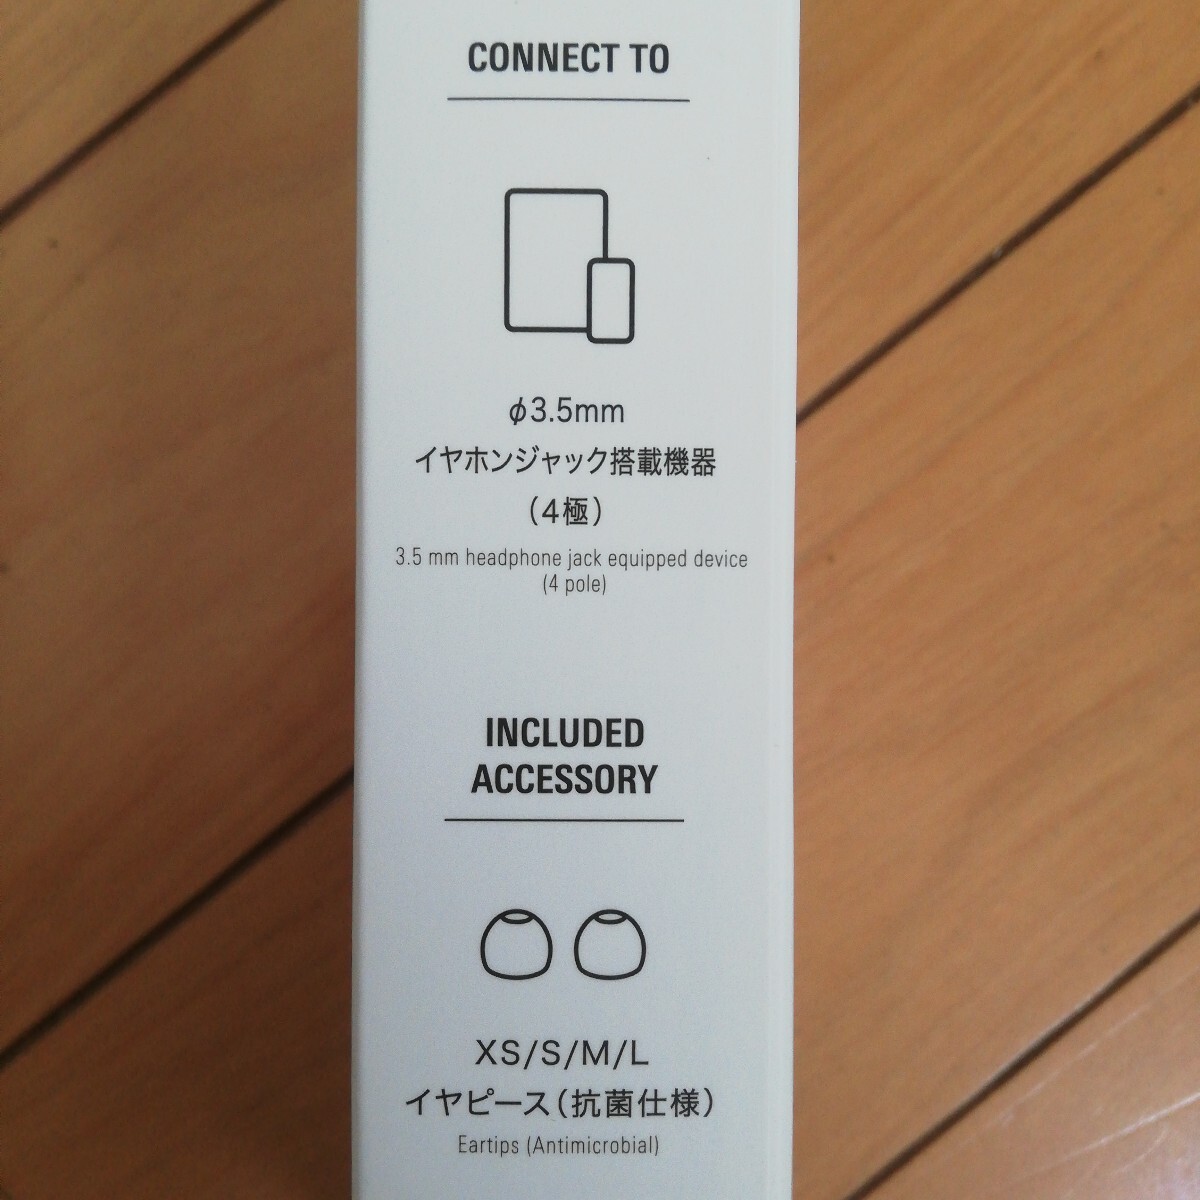 CONNECT TO
φ3.5mm
イヤホンジャック搭載機器
(4極)
3.5 mm headphone jack equipped device
(4 pole)
INCLUDED
ACCESSORY
XS/S/M/L
イヤピース(抗菌仕様)
Eartips (Antimicrobial)